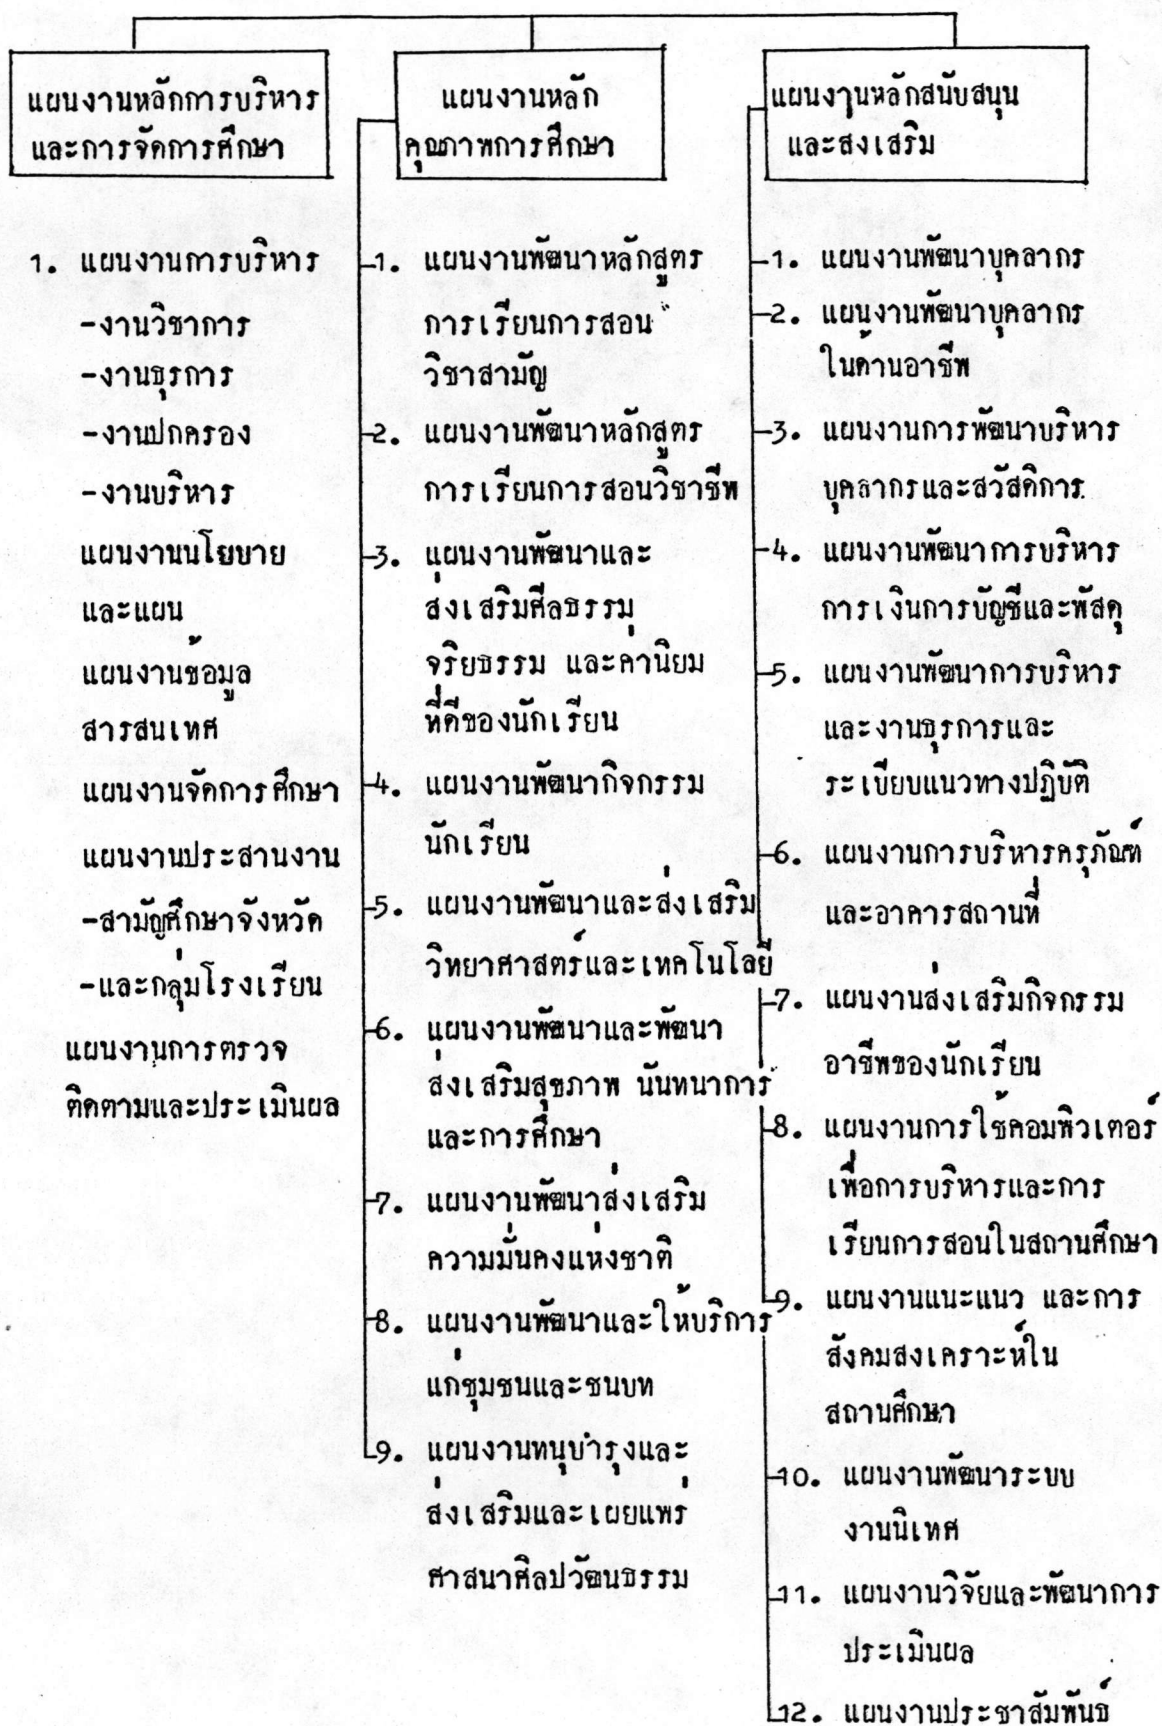 แผนงานหลักการบริหาร
และการจัดการศึกษา
แผนงานหลัก
คุณภาพการศึกษา
แผนงานหลักสนับสนุน
และส่งเสริม
1. แผนงานการบริหาร
-งานวิชาการ
-งานธุรการ
-งานปกครอง
-งานบริหาร
แผนงานนโยบาย
และแผน
แผนงานข้อมูล
สารสนเทศ
แผนงานจัดการศึกษา
แผนงานประสานงาน
-สามัญศึกษาจังหวัด
-และกลุ่มโรงเรียน
แผนงานการตรวจ
ติดตามและประเมินผล
1. แผนงานพัฒนาหลักสูตร
การเรียนการสอน
วิชาสามัญ
2. แผนงานพัฒนาหลักสูตร
การเรียนการสอนวิชาชีพ
3. แผนงานพัฒนาและ
ส่งเสริมศีลธรรม
จริยธรรม และค่านิยม
ที่ดีของนักเรียน
4. แผนงานพัฒนากิจกรรม
นักเรียน
5. แผนงานพัฒนาและส่งเสริม
วิทยาศาสตร์และเทคโนโลยี
6. แผนงานพัฒนาและพัฒนา
ส่งเสริมสุขภาพ นันทนาการ
และการศึกษา
7. แผนงานพัฒนาส่งเสริม
ความมั่นคงแห่งชาติ
8. แผนงานพัฒนาและให้บริการ
แก่ชุมชนและชนบท
9. แผนงานทนุบำรุงและ
ส่งเสริมและเผยแพร่
ศาสนาศิลปวัฒนธรรม
1. แผนงานพัฒนาบุคลากร
2. แผนงานพัฒนาบุคลากร
ในด้านอาชีพ
3. แผนงานการพัฒนาบริหาร
บุคลากรและสวัสดิการ
4. แผนงานพัฒนาการบริหาร
การเงินการบัญชีและพัสดุ
5. แผนงานพัฒนาการบริหาร
และงานธุรการและ
ระเบียบแนวทางปฏิบัติ
6. แผนงานการบริหารครุภัณฑ์
และอาคารสถานที่
7. แผนงานส่งเสริมกิจกรรม
อาชีพของนักเรียน
8. แผนงานการใช้คอมพิวเตอร์
เพื่อการบริหารและการ
เรียนการสอนในสถานศึกษา
9. แผนงานแนะแนว และการ
สังคมสงเคราะห์ใน
สถานศึกษา
10. แผนงานพัฒนาระบบ
งานนิเทศ
11. แผนงานวิจัยและพัฒนาการ
ประเมินผล
12. แผนงานประชาสัมพันธ์